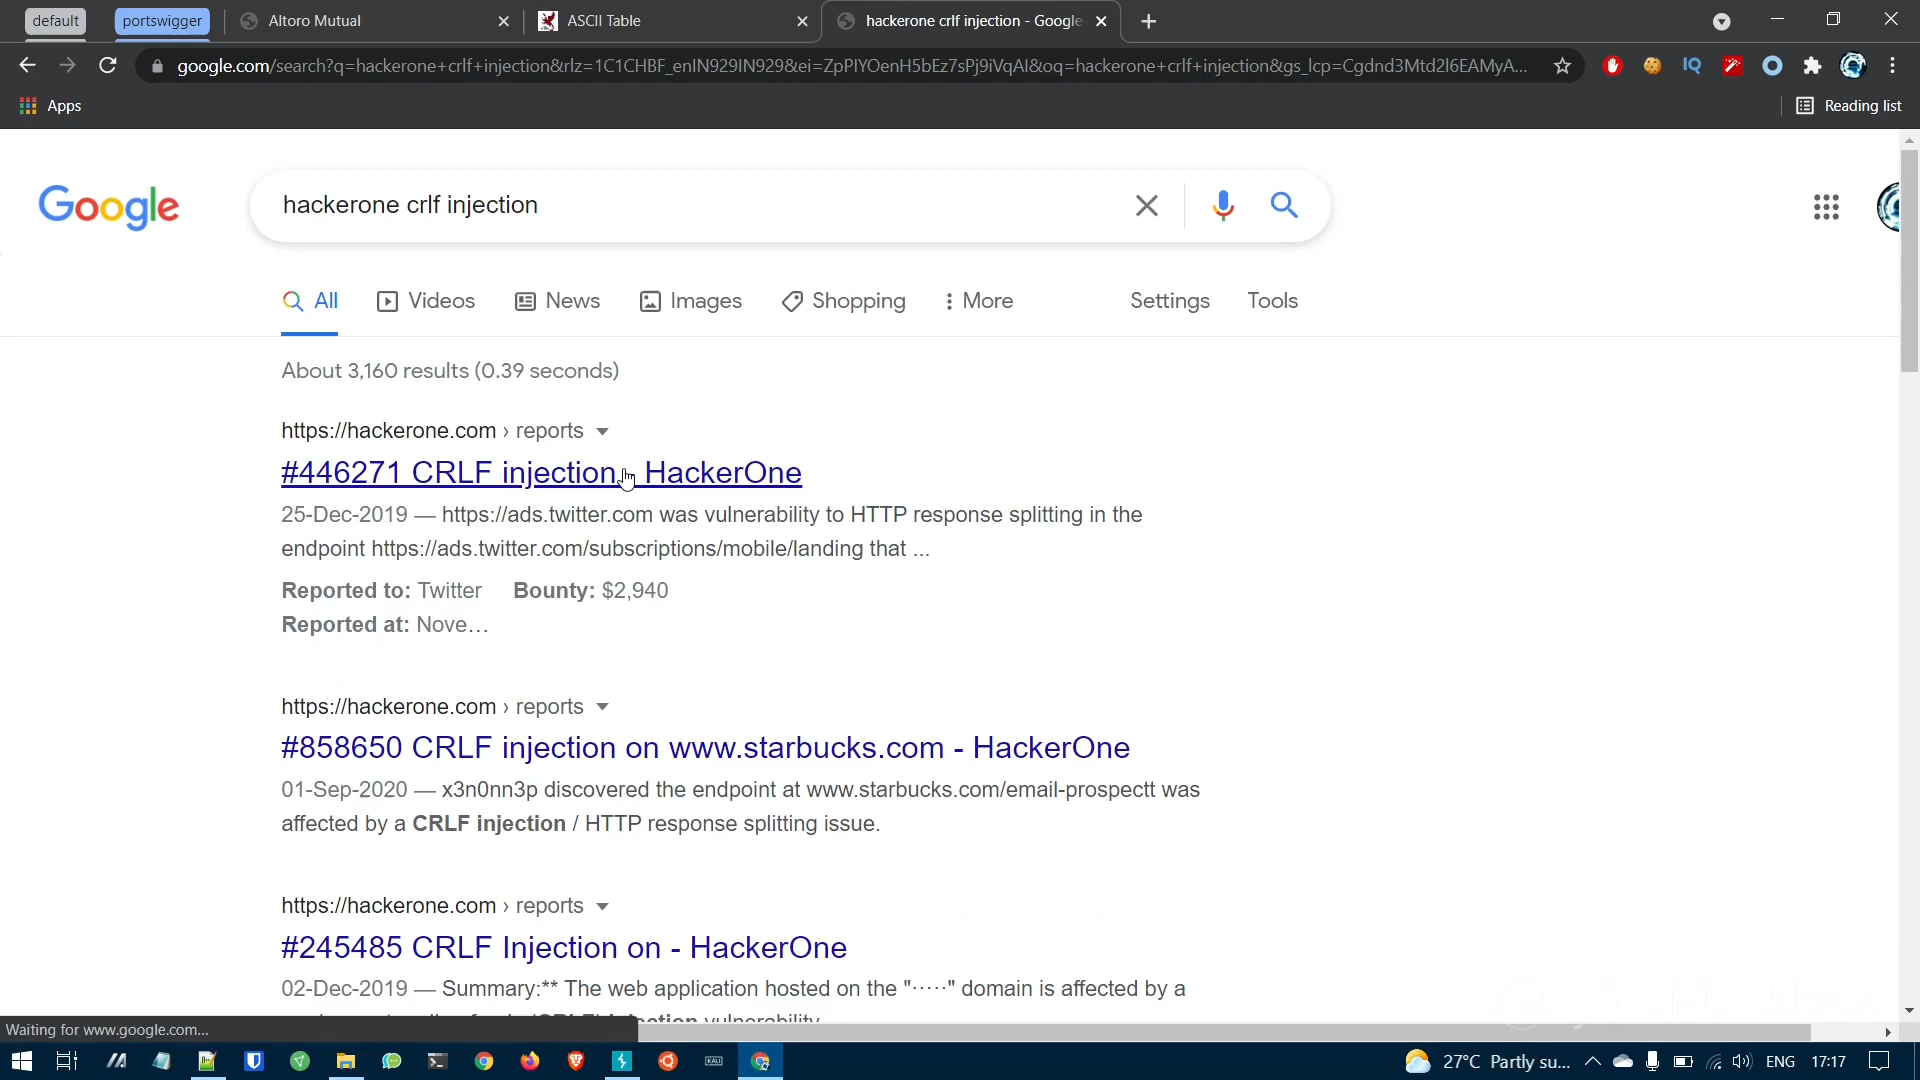 default
portswigger
Altoro Mutual
ASCII Table
hackerone crlf injection - Google
google.com/search?q=hackerone+crlf+injection&rlz=1C1CHBF_enIN929IN929&ei=ZpPIYOenH5bEz7sPj9iVqAI&oq=hackerone+crlf+injection&gs_lcp=Cgdnd3Mtd2l6EAMyA...
IQ
Apps
Reading list
Google
hackerone crlf injection
All
Videos
News
Images
Shopping
More
Settings
Tools
About 3,160 results (0.39 seconds)
https://hackerone.com › reports
#446271 CRLF injection - HackerOne
25-Dec-2019 — https://ads.twitter.com was vulnerability to HTTP response splitting in the
endpoint https://ads.twitter.com/subscriptions/mobile/landing that ...
Reported to: Twitter Bounty: $2,940
Reported at: Nove...
https://hackerone.com › reports
#858650 CRLF injection on www.starbucks.com - HackerOne
01-Sep-2020 — x3n0nn3p discovered the endpoint at www.starbucks.com/email-prospectt was
affected by a CRLF injection / HTTP response splitting issue.
https://hackerone.com › reports
#245485 CRLF Injection on - HackerOne
02-Dec-2019 — Summary:** The web application hosted on the "·····" domain is affected by a
vulnerability
Waiting for www.google.com...
KALI
27°C Partly su...
ENG
17:17